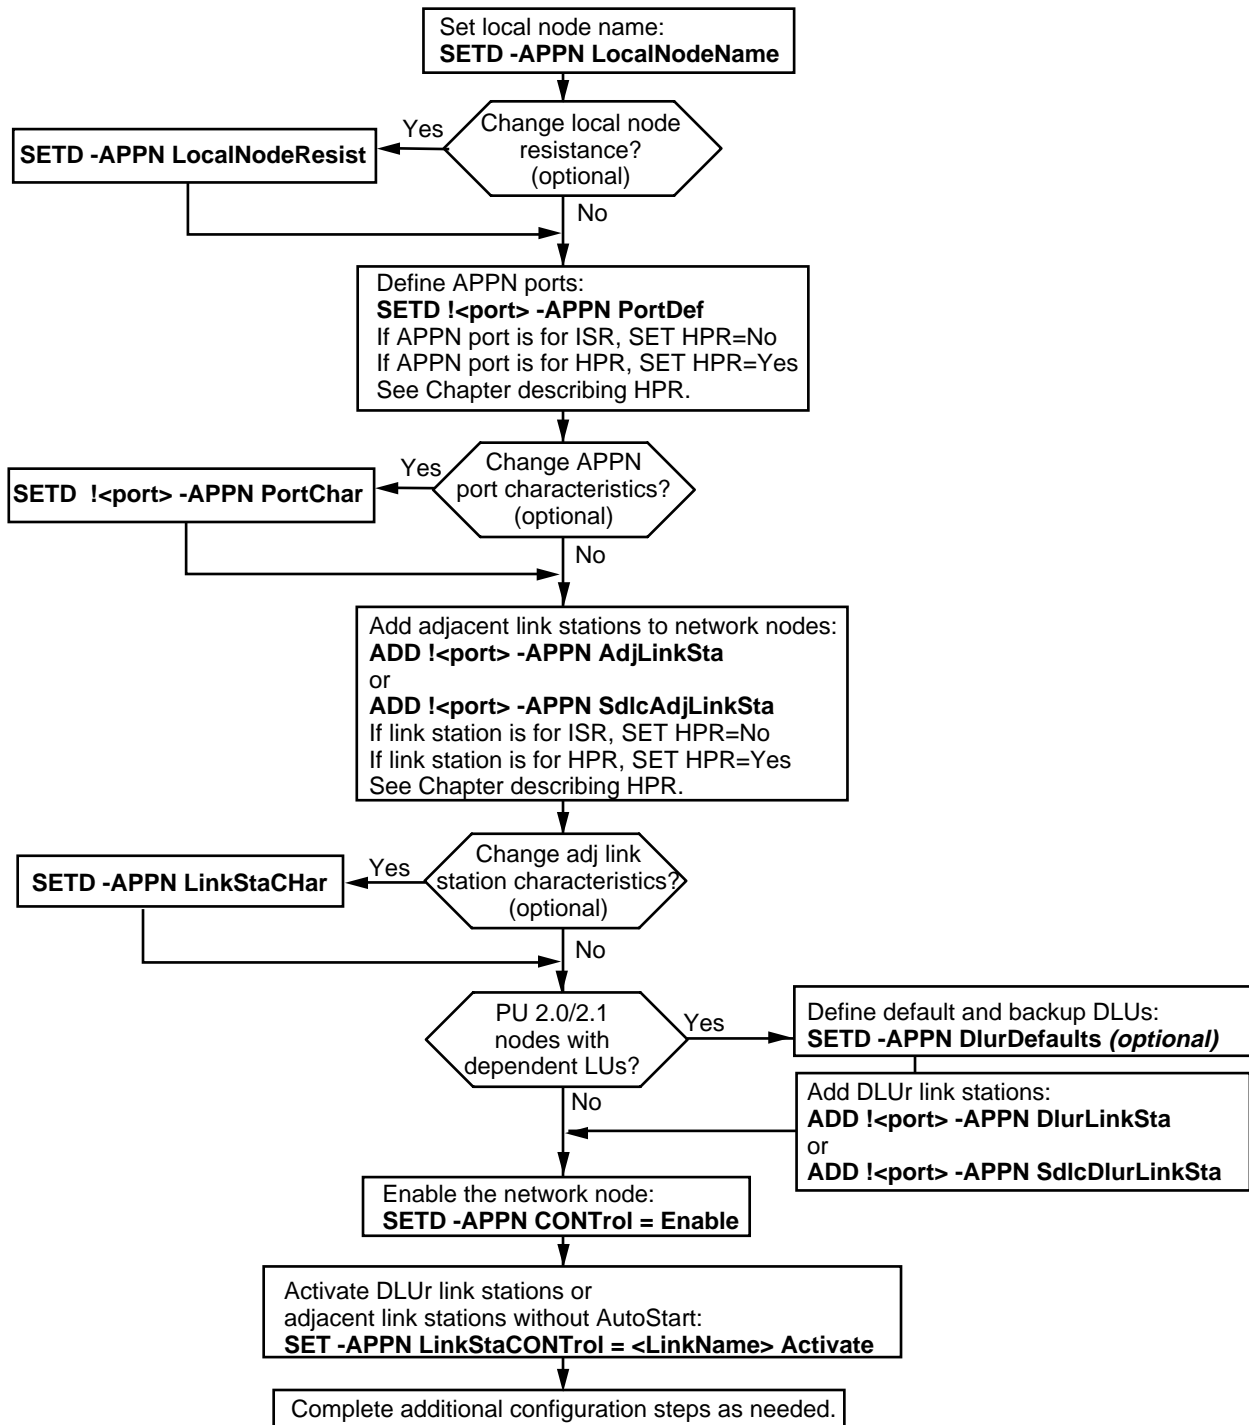 Set local node name:
SETD -APPN LocalNodeName
Change local node
resistance?
(optional)
Yes
SETD -APPN LocalNodeResist
No
Define APPN ports:
SETD !<port> -APPN PortDef
If APPN port is for ISR, SET HPR=No
If APPN port is for HPR, SET HPR=Yes
See Chapter describing HPR.
Change APPN
port characteristics?
(optional)
Yes
SETD  !<port> -APPN PortChar
No
Add adjacent link stations to network nodes:
ADD !<port> -APPN AdjLinkSta
or
ADD !<port> -APPN SdlcAdjLinkSta
If link station is for ISR, SET HPR=No
If link station is for HPR, SET HPR=Yes
See Chapter describing HPR.
Change adj link
station characteristics?
(optional)
Yes
SETD -APPN LinkStaCHar
No
PU 2.0/2.1
nodes with
dependent LUs?
Yes
Define default and backup DLUs:
SETD -APPN DlurDefaults (optional)
Add DLUr link stations:
ADD !<port> -APPN DlurLinkSta
or
ADD !<port> -APPN SdlcDlurLinkSta
No
Enable the network node:
SETD -APPN CONTrol = Enable
Activate DLUr link stations or
adjacent link stations without AutoStart:
SET -APPN LinkStaCONTrol = <LinkName> Activate
Complete additional configuration steps as needed.